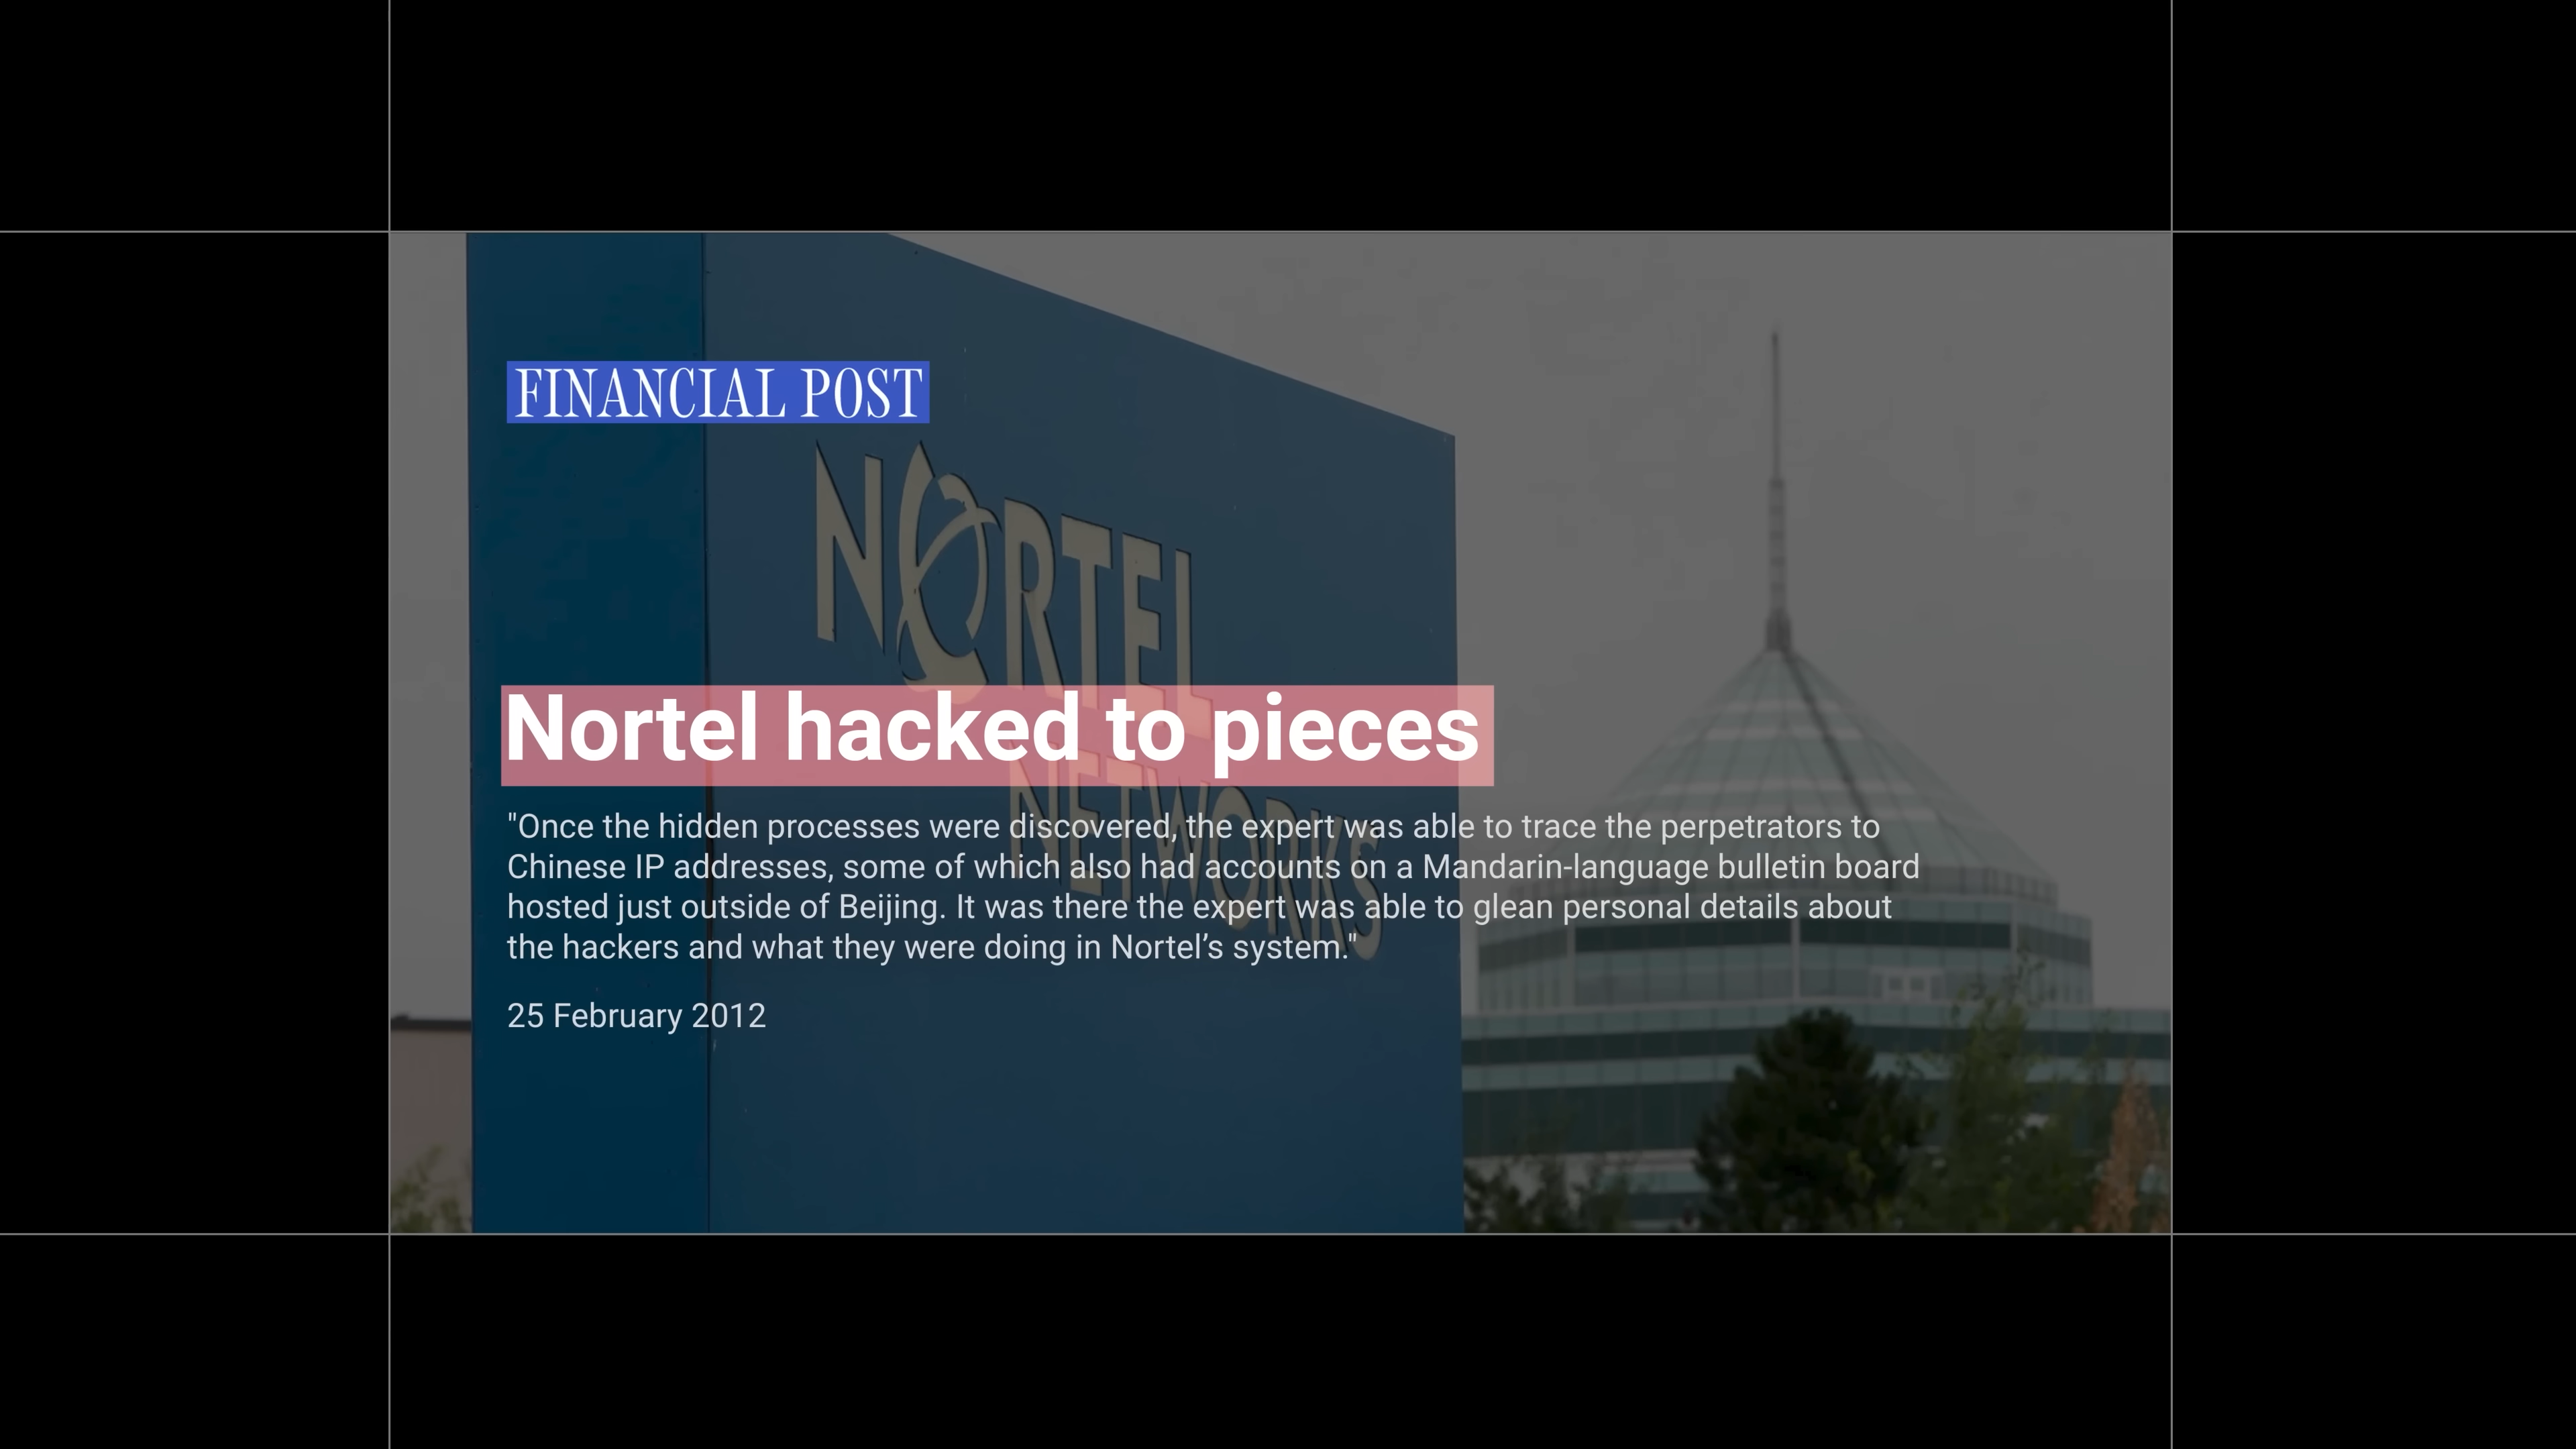 FINANCIAL POST
NORTEL
NETWORKS
Nortel hacked to pieces
"Once the hidden processes were discovered, the expert was able to trace the perpetrators to
Chinese IP addresses, some of which also had accounts on a Mandarin-language bulletin board
hosted just outside of Beijing. It was there the expert was able to glean personal details about
the hackers and what they were doing in Nortel’s system."
25 February 2012